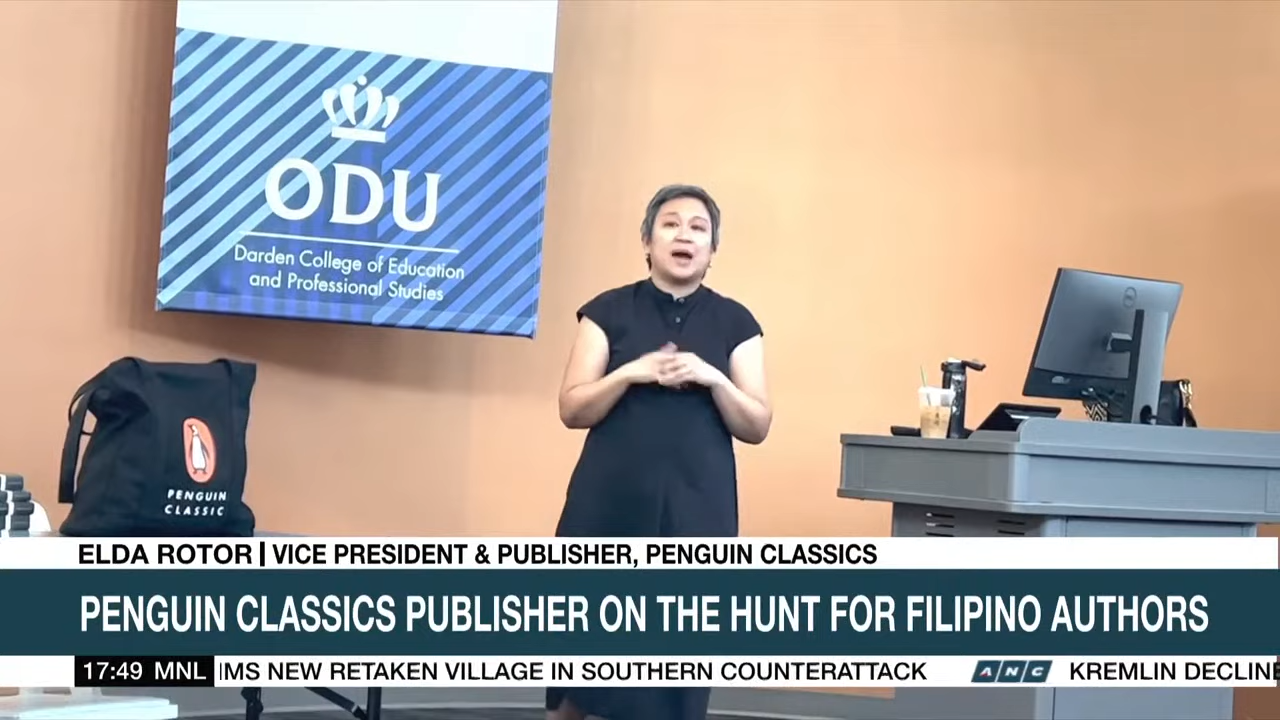 ODU
Darden College of Education
and Professional Studies
PENGUIN
CLASSIC
ELDA ROTOR | VICE PRESIDENT & PUBLISHER, PENGUIN CLASSICS
PENGUIN CLASSICS PUBLISHER ON THE HUNT FOR FILIPINO AUTHORS
17:49 MNL IMS NEW RETAKEN VILLAGE IN SOUTHERN COUNTERATTACK ANC KREMLIN DECLINE